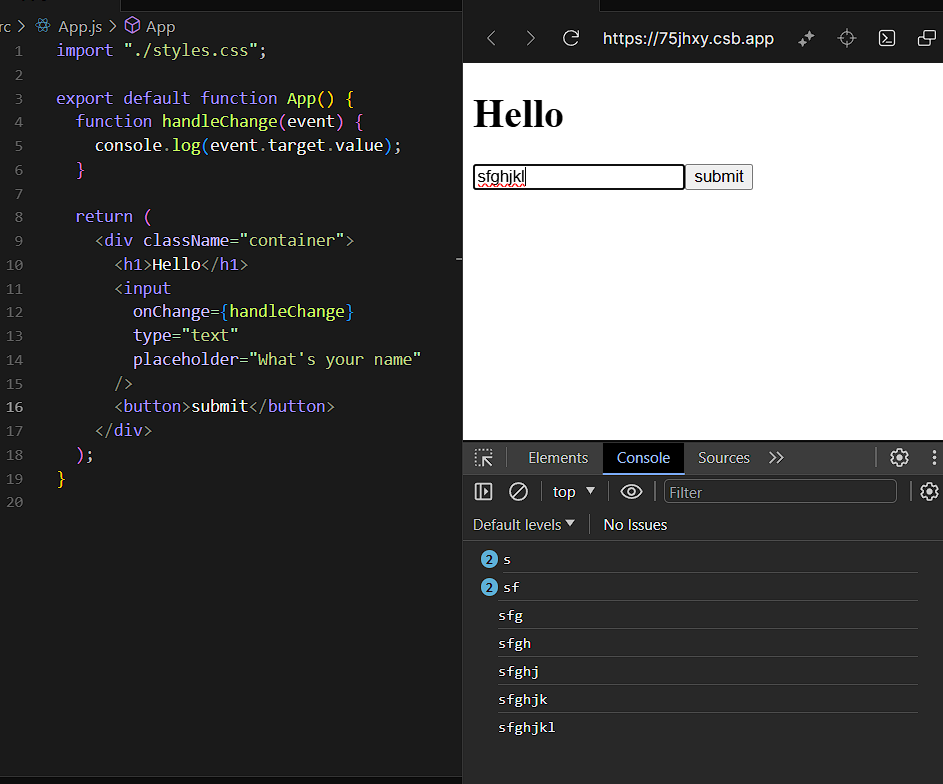 rc > App.js > App
1 import "./styles.css";
2
3 export default function App() {
4 function handleChange(event) {
5 console.log(event.target.value);
6 }
7
8 return (
9 <div className="container">
10 <h1>Hello</h1>
11 <input
12 onChange={handleChange}
13 type="text"
14 placeholder="What's your name"
15 />
16 <button>submit</button>
17 </div>
18 );
19 }
20
https://75jhxy.csb.app
Hello
sfghjkl submit
Elements Console Sources
top Filter
Default levels No Issues
2 s
2 sf
sfg
sfgh
sfghj
sfghjk
sfghjkl